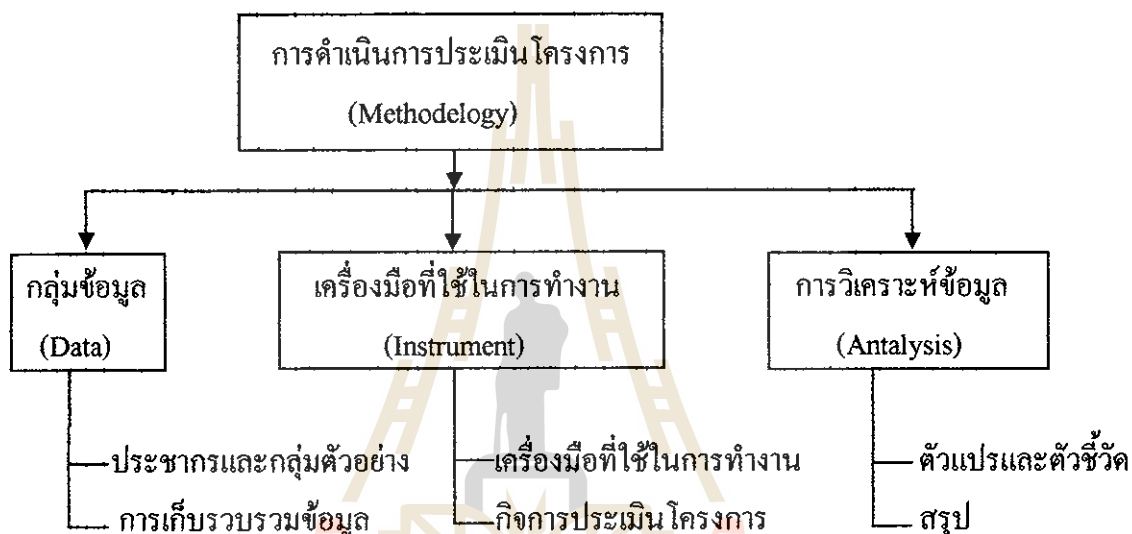 การดำเนินการประเมินโครงการ
(Methodelogy)
กลุ่มข้อมูล
(Data)
เครื่องมือที่ใช้ในการทำงาน
(Instrument)
การวิเคราะห์ข้อมูล
(Antalysis)
ประชากรและกลุ่มตัวอย่าง
การเก็บรวบรวมข้อมูล
เครื่องมือที่ใช้ในการทำงาน
กิจการประเมินโครงการ
ตัวแปรและตัวชี้วัด
สรุป